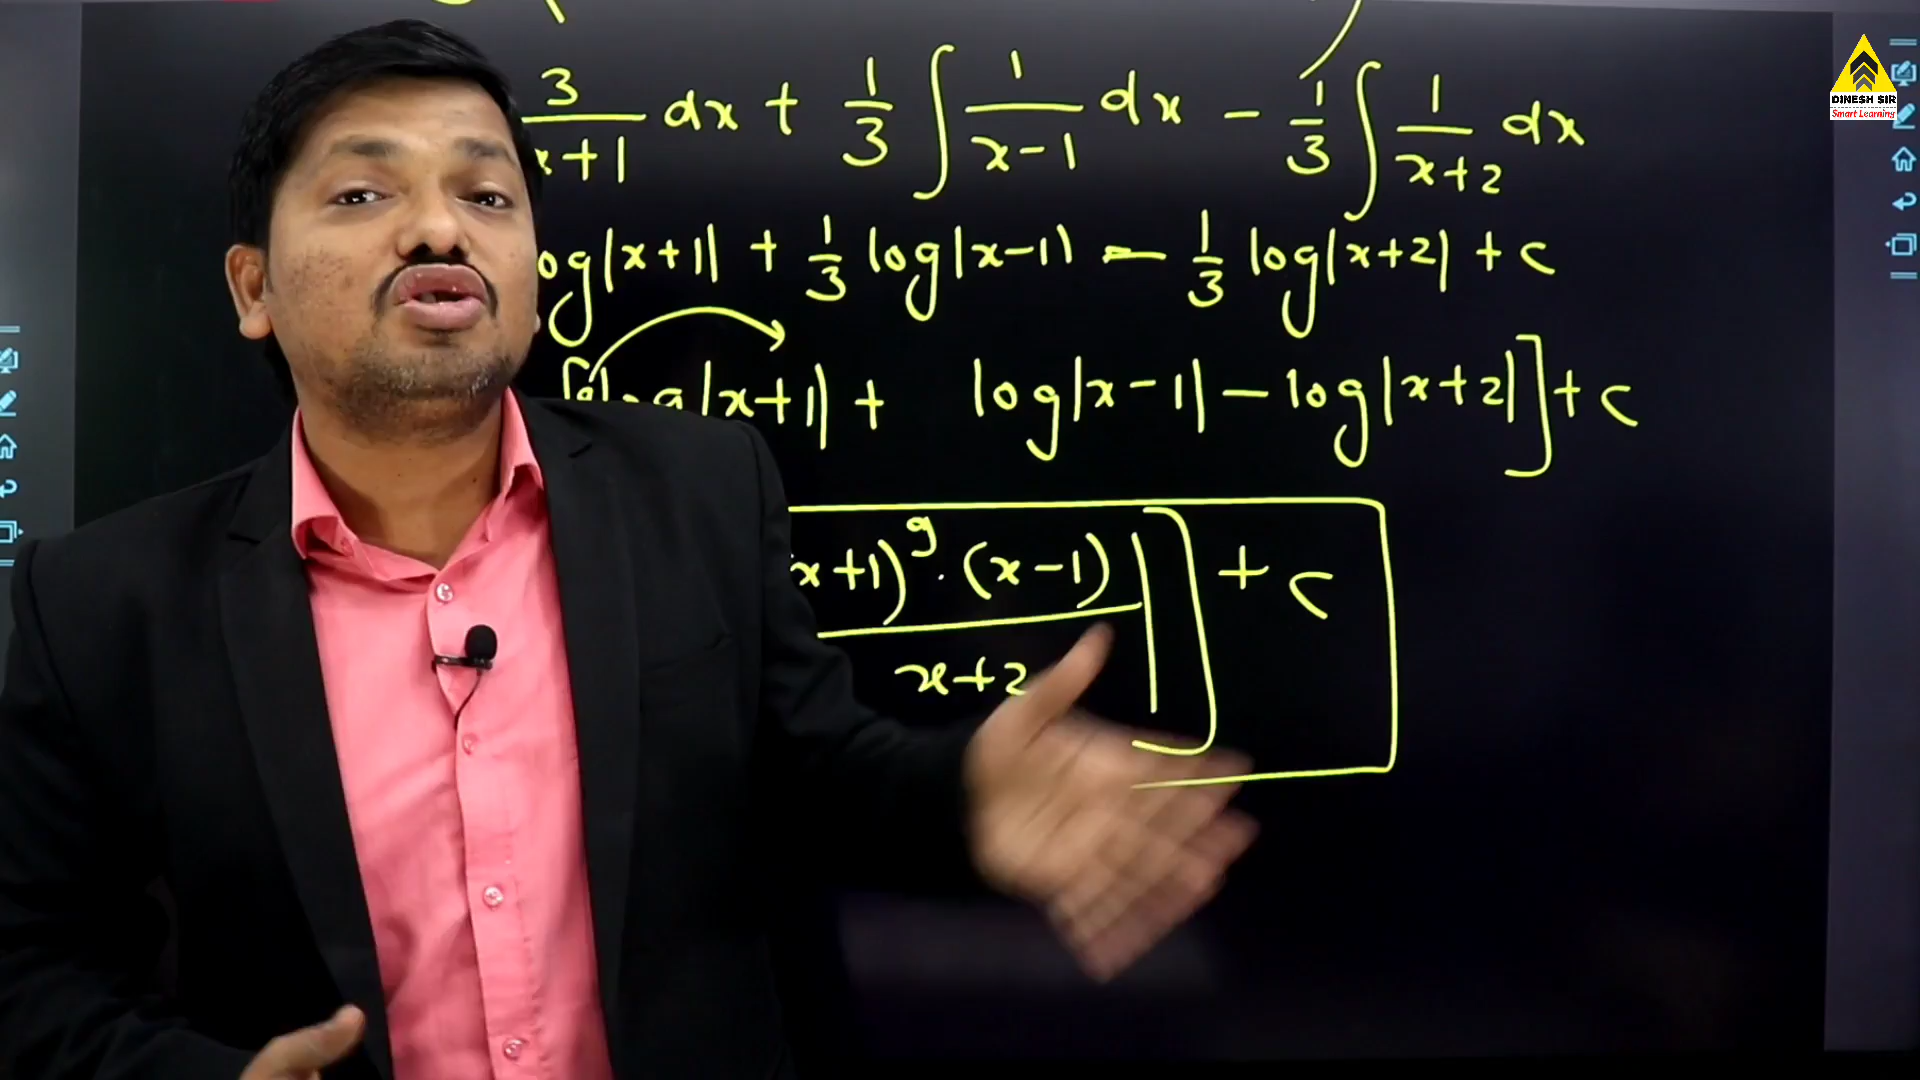 3/x+1 dx + 1/3 ∫ 1/x-1 dx - 1/3 ∫ 1/x+2 dx
og|x+1| + 1/3 log|x-1| - 1/3 log|x+2| + c
|x+1| + log|x-1| - log|x+2|] + c
x+1)^9 · (x-1)|] + c
x+2
DINESH SIR
Smart Learning